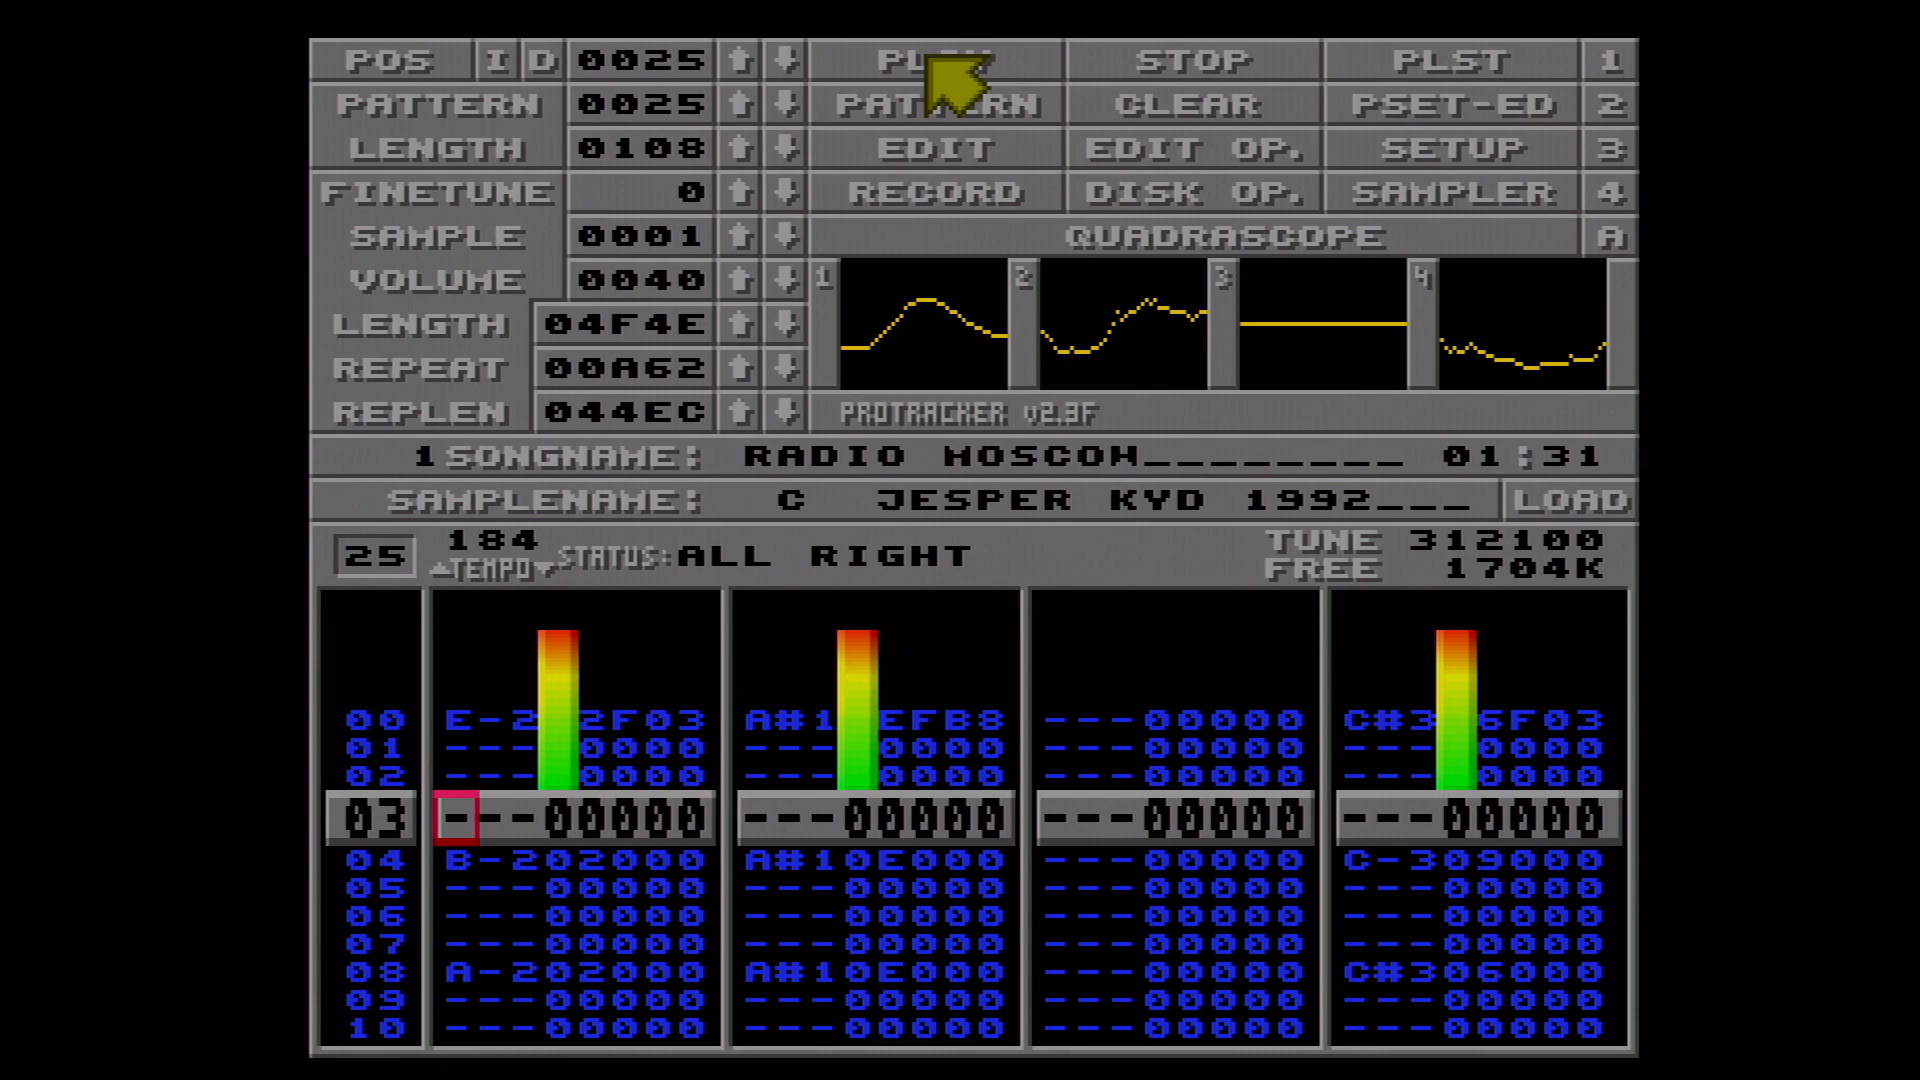 POS I D 0025 PLAY STOP PLST 1
PATTERN 0025 PATTERN CLEAR PSET-ED 2
LENGTH 0108 EDIT EDIT OP. SETUP 3
FINETUNE 0 RECORD DISK OP. SAMPLER 4
SAMPLE 0001 QUADRASCOPE A
VOLUME 0040 1 2 3 4
LENGTH 04F4E
REPEAT 00A62
REPLEN 044EC PROTRACKER V2.3F
1 SONGNAME: RADIO MOSCOW________ 01:31
SAMPLENAME: C JESPER KYD 1992___ LOAD
25 184 TEMPO STATUS: ALL RIGHT TUNE 312100
FREE 1704K
00 E-2 2F03 A#1 EFB8 ---00000 C#3 6F03
01 --- 0000 --- 0000 ---00000 --- 0000
02 --- 0000 --- 0000 ---00000 --- 0000
03 ---00000 ---00000 ---00000 ---00000
04 B-202000 A#10E000 ---00000 C-309000
05 ---00000 ---00000 ---00000 ---00000
06 ---00000 ---00000 ---00000 ---00000
07 ---00000 ---00000 ---00000 ---00000
08 A-202000 A#10E000 ---00000 C#306000
09 ---00000 ---00000 ---00000 ---00000
10 ---00000 ---00000 ---00000 ---00000